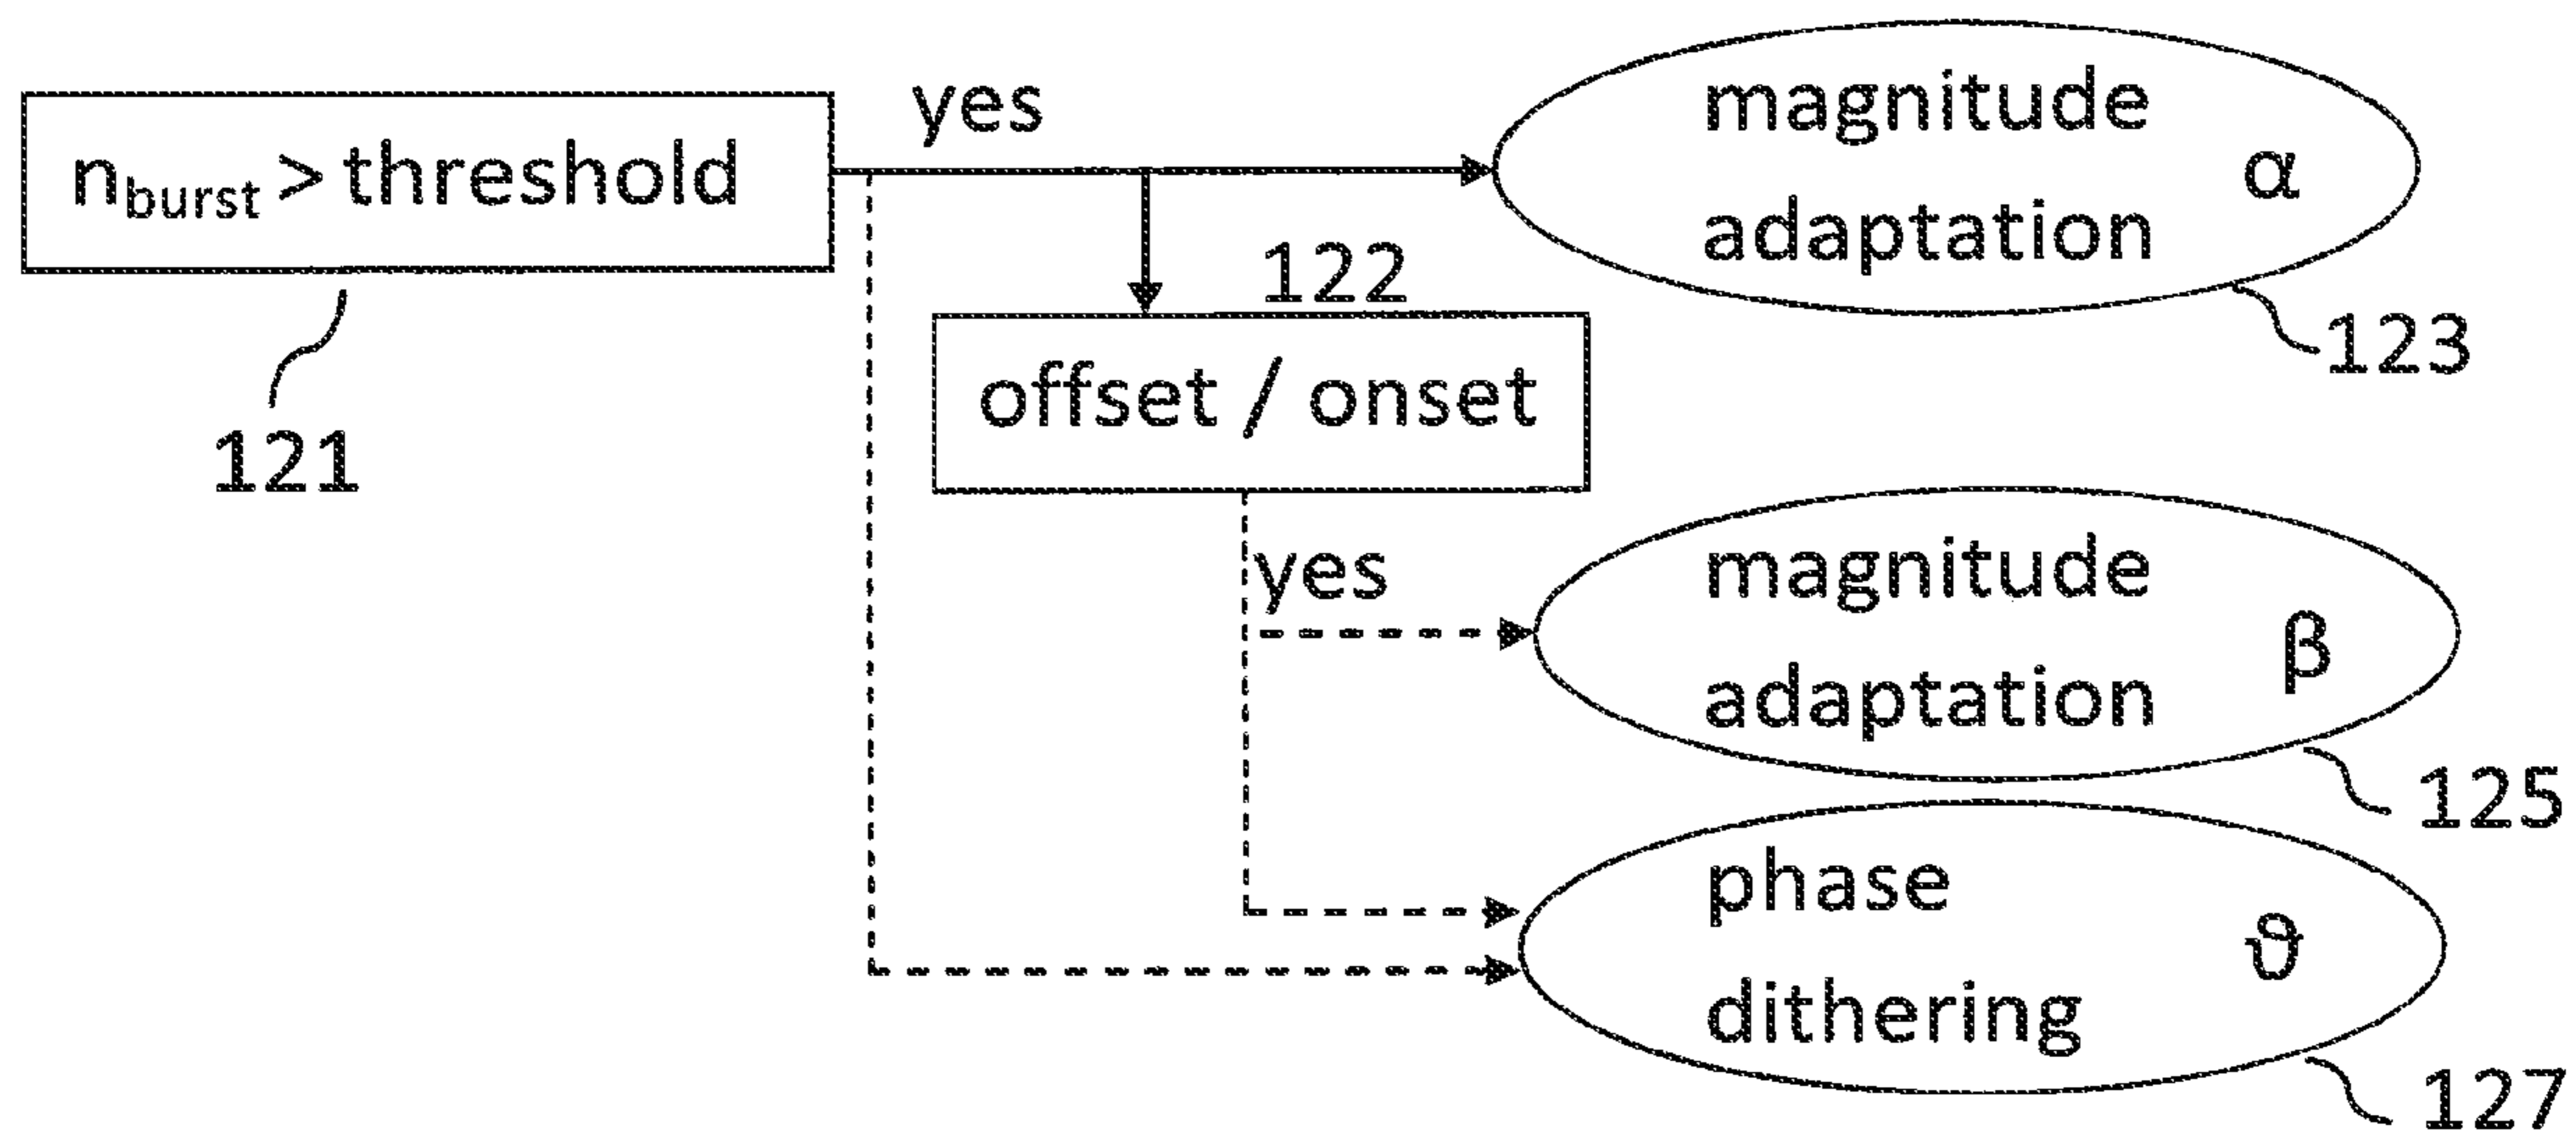 yes
n_burst > threshold
magnitude
adaptation α
122
123
offset / onset
121
yes
magnitude
adaptation β
125
phase
dithering ϑ
127